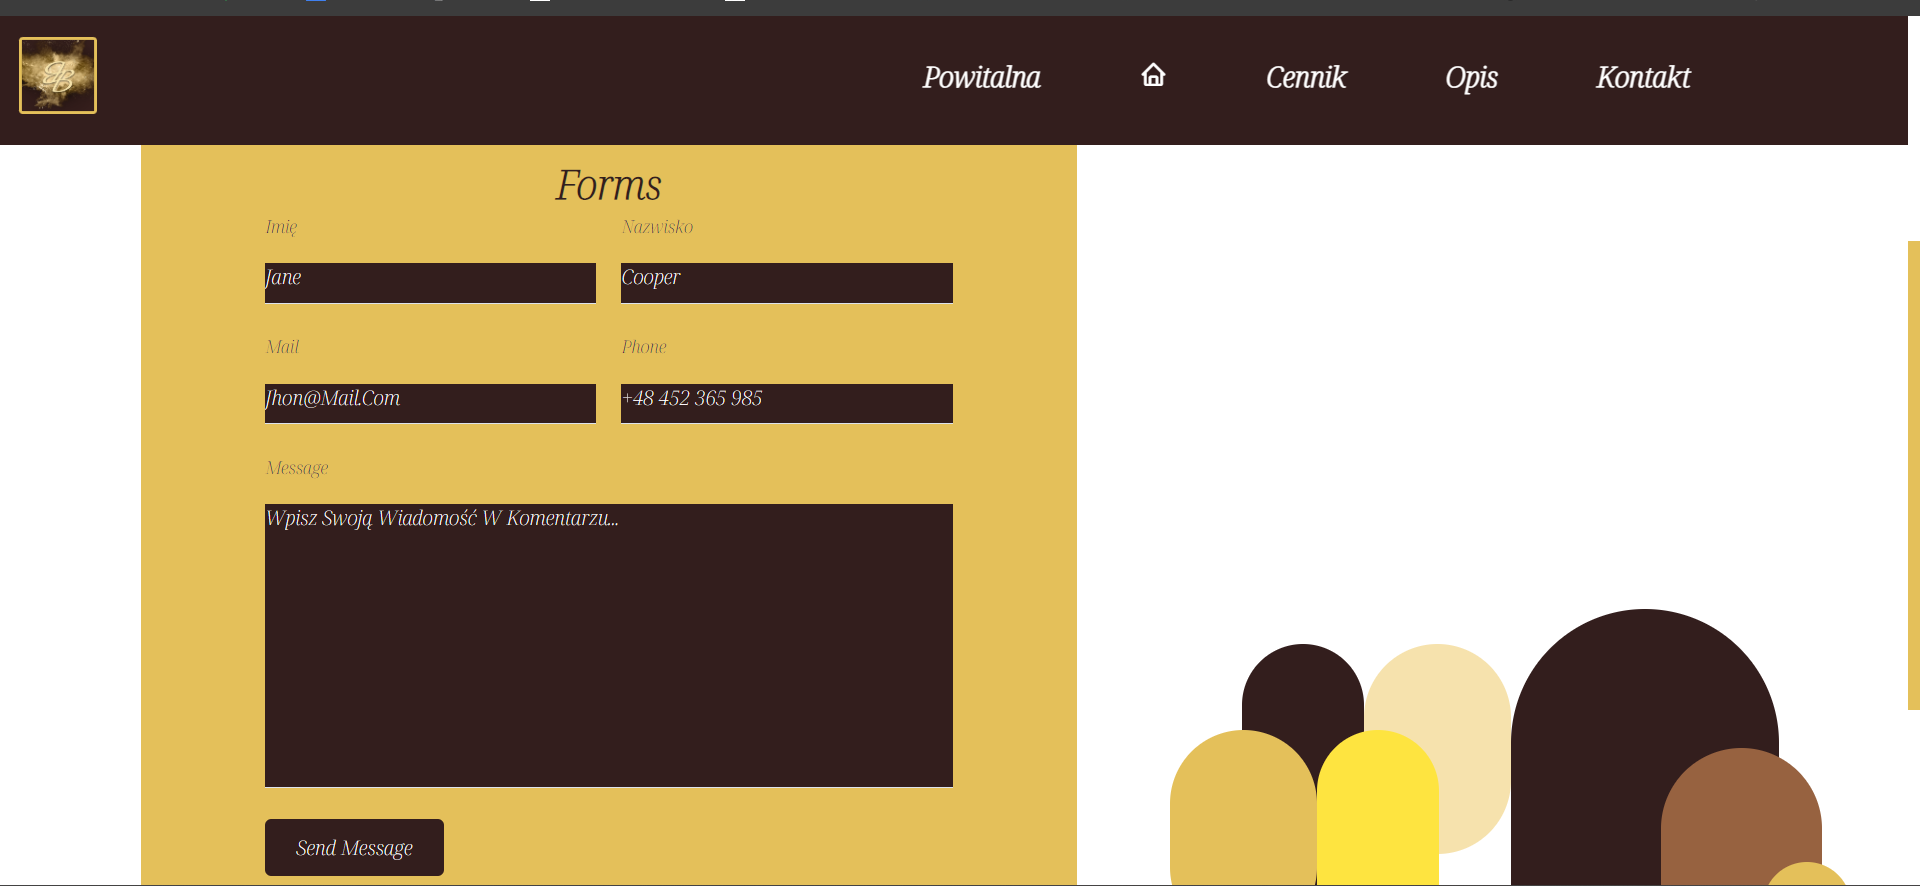 Powitalna Cennik Opis Kontakt
Forms
Imię Nazwisko
Jane Cooper
Mail Phone
Jhon@Mail.Com +48 452 365 985
Message
Wpisz Swoją Wiadomość W Komentarzu...
Send Message